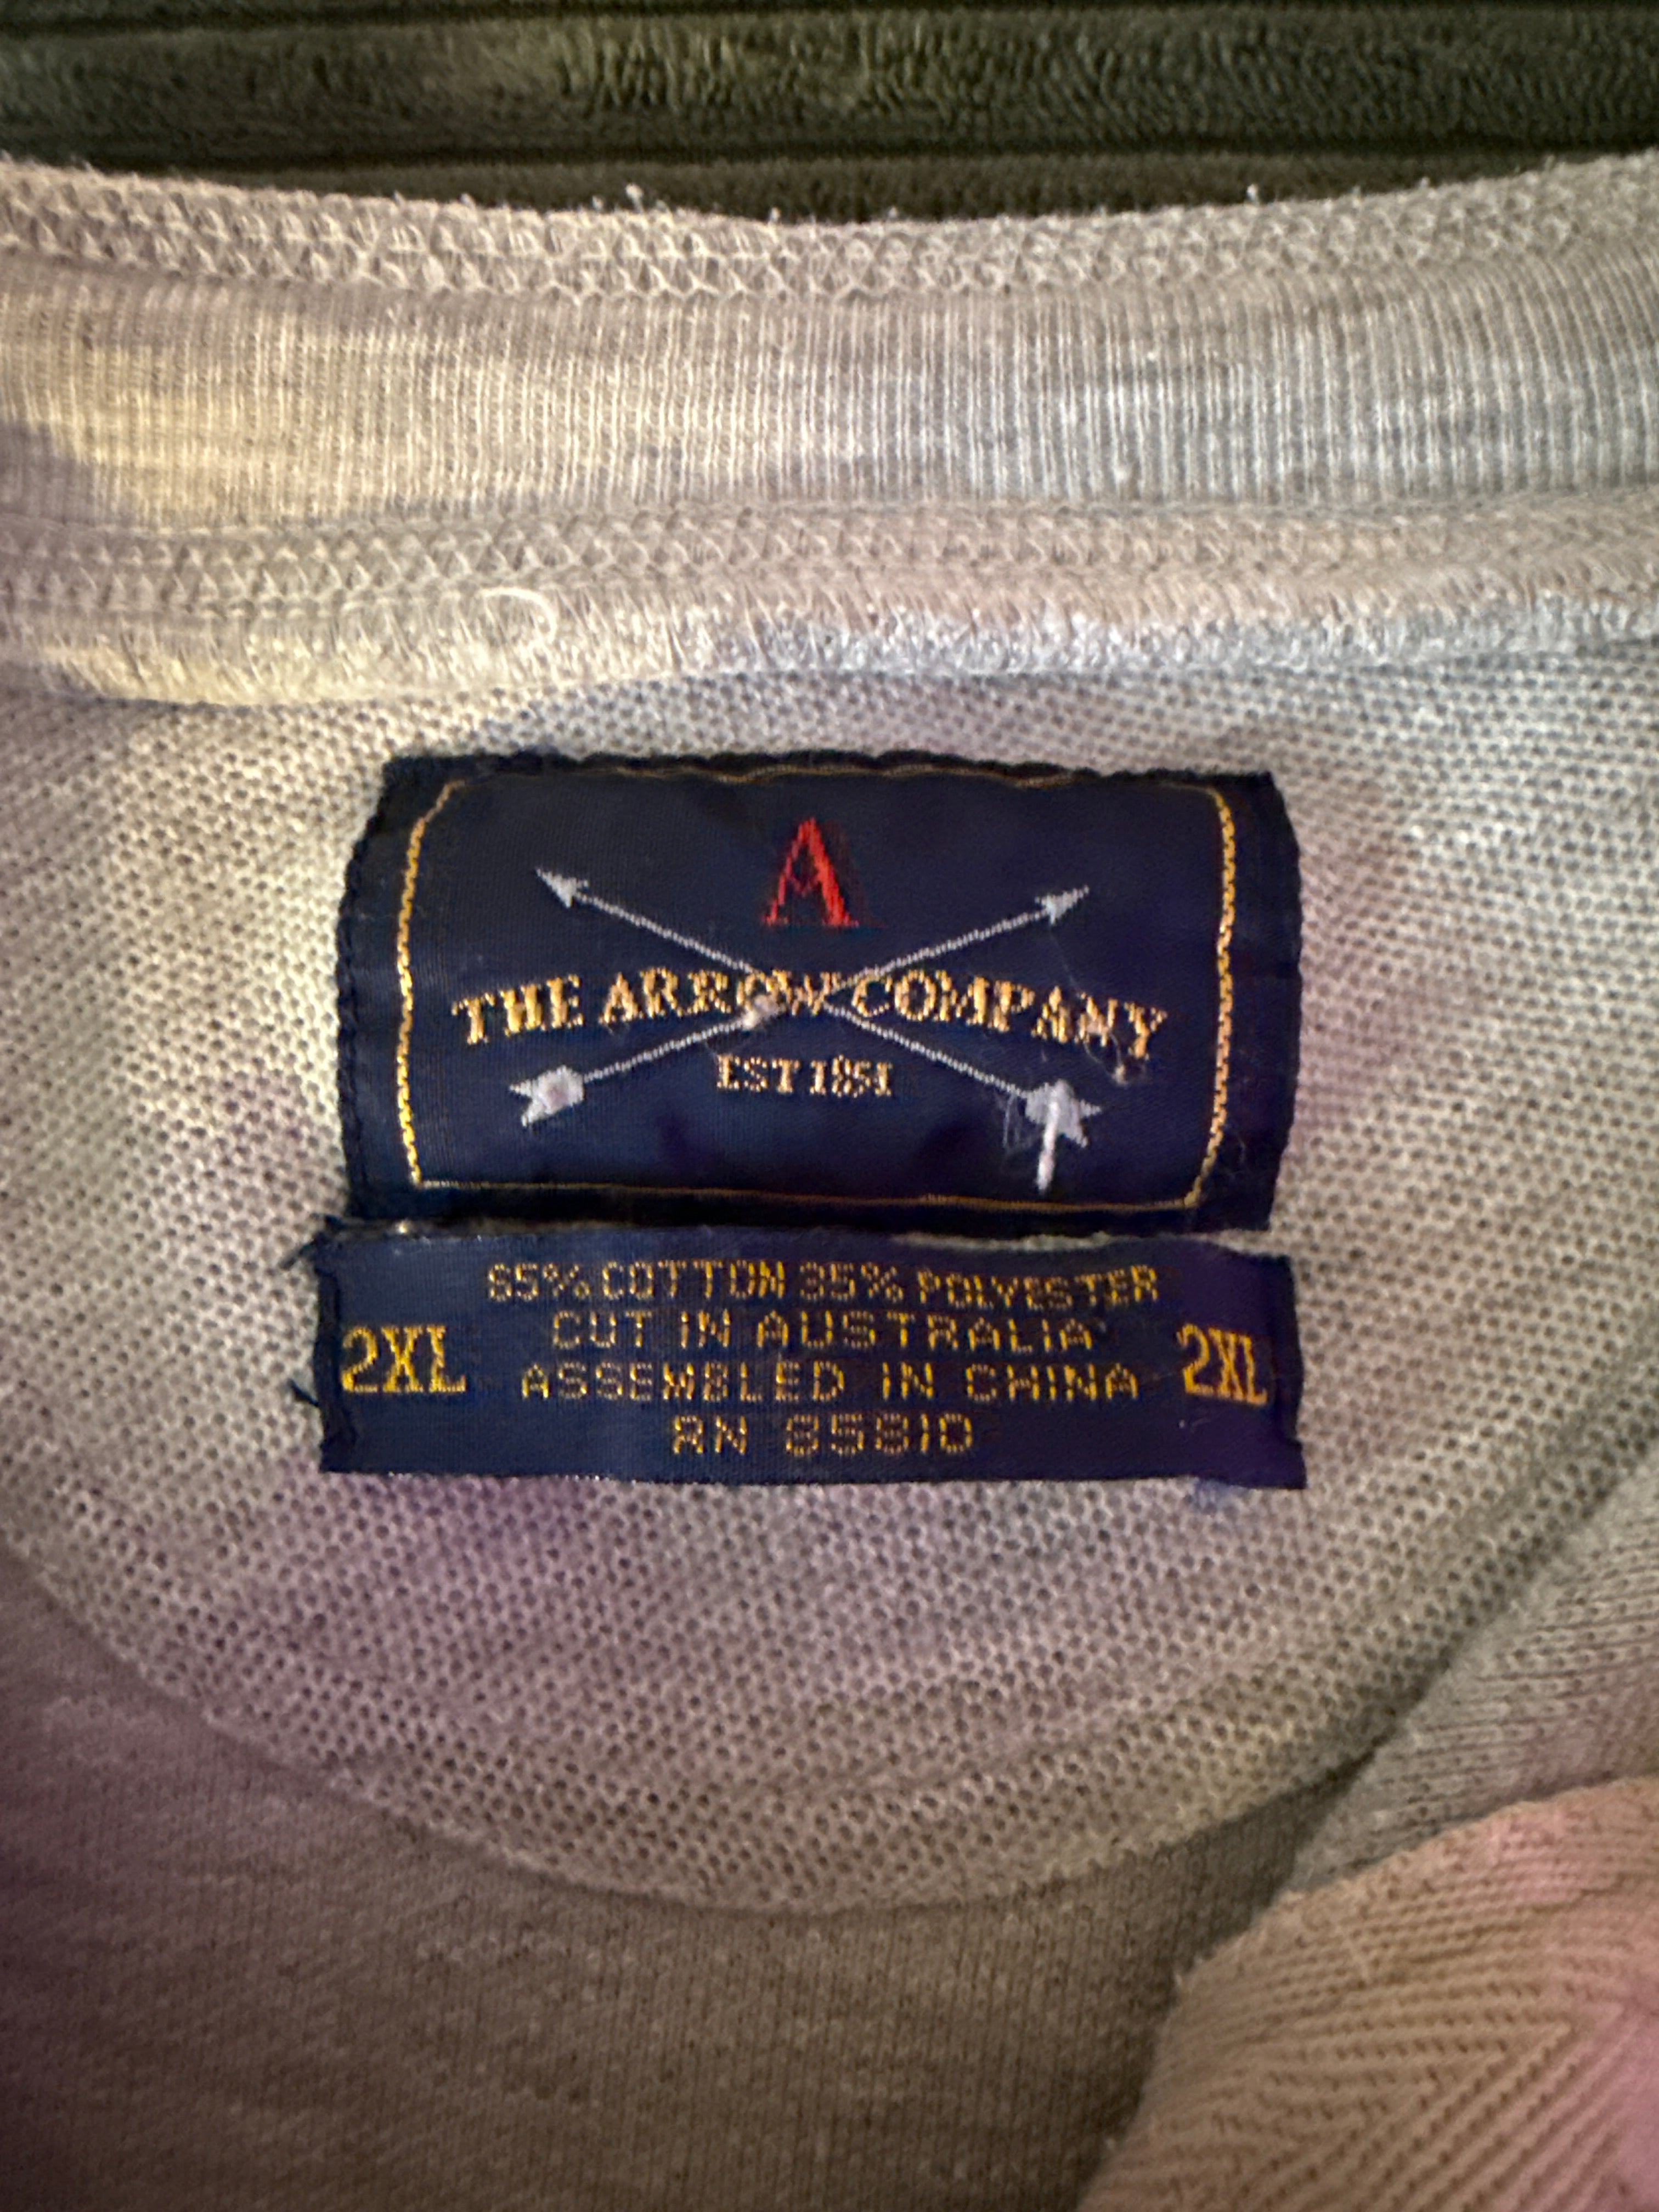 A
THE ARROW COMPANY
EST 1851
65% COTTON 35% POLYESTER
2XL CUT IN AUSTRALIA 2XL
ASSEMBLED IN CHINA
RN 85810